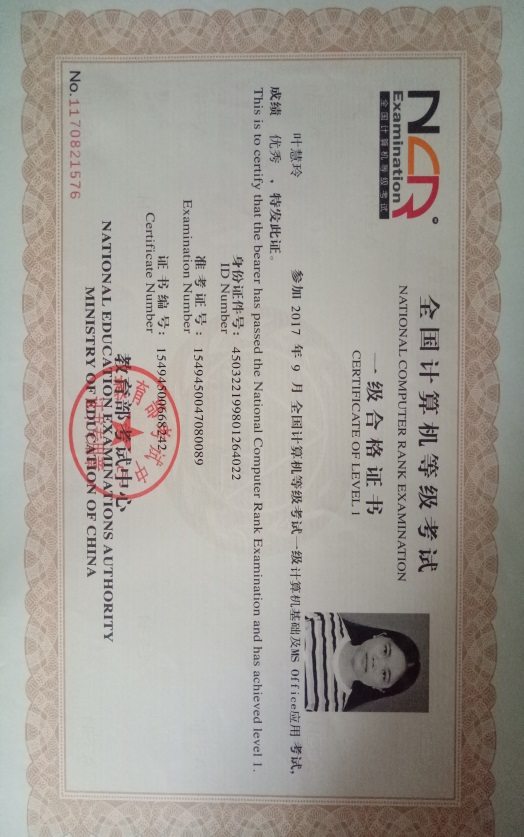 NCR®
Examination
全国计算机等级考试
全国计算机等级考试
NATIONAL COMPUTER RANK EXAMINATION
一级合格证书
CERTIFICATE OF LEVEL 1
叶慧玲 参加 2017 年 9 月 全国计算机等级考试一级计算机基础及MS Office应用 考试,
成绩 优秀 ,特发此证。
This is to certify that the bearer has passed the National Computer Rank Examination and has achieved level 1.
身份证件号: 450322199801264022
ID Number
准考证号: 1549450047080089
Examination Number
证书编号: 15494500668242
Certificate Number
教育部考试中心
NATIONAL EDUCATION EXAMINATIONS AUTHORITY
MINISTRY OF EDUCATION OF CHINA
No.1170821576